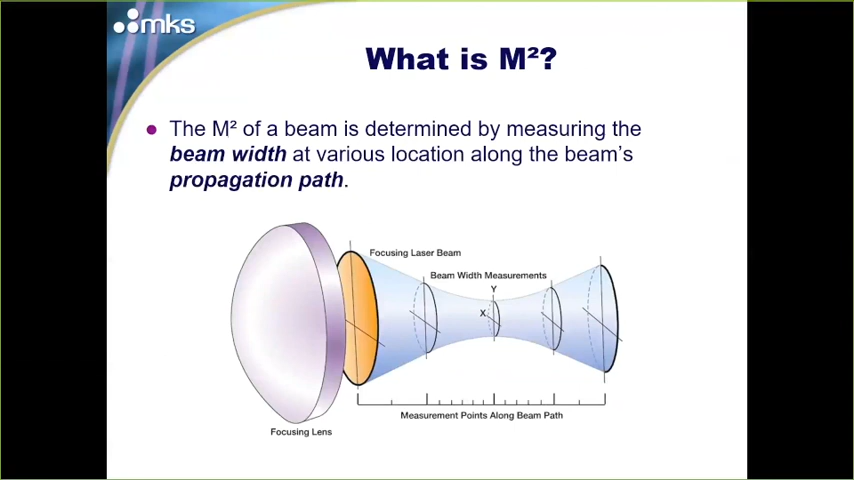 mks
What is M²?
The M² of a beam is determined by measuring the
beam width at various location along the beam's
propagation path.
Focusing Laser Beam
Beam Width Measurements
Y
X
Measurement Points Along Beam Path
Focusing Lens